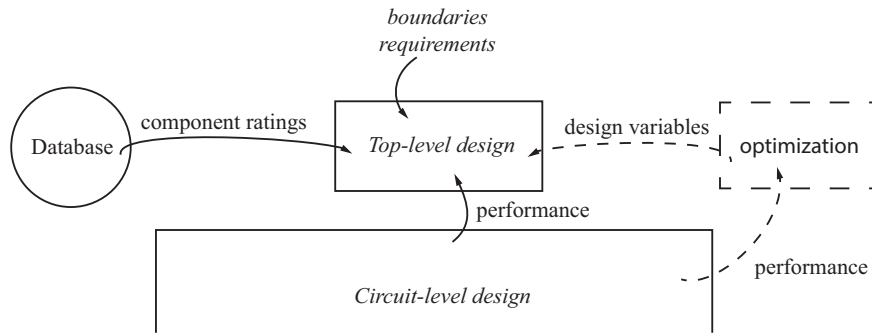 boundaries
requirements
Database
component ratings
Top-level design
design variables
optimization
performance
performance
Circuit-level design